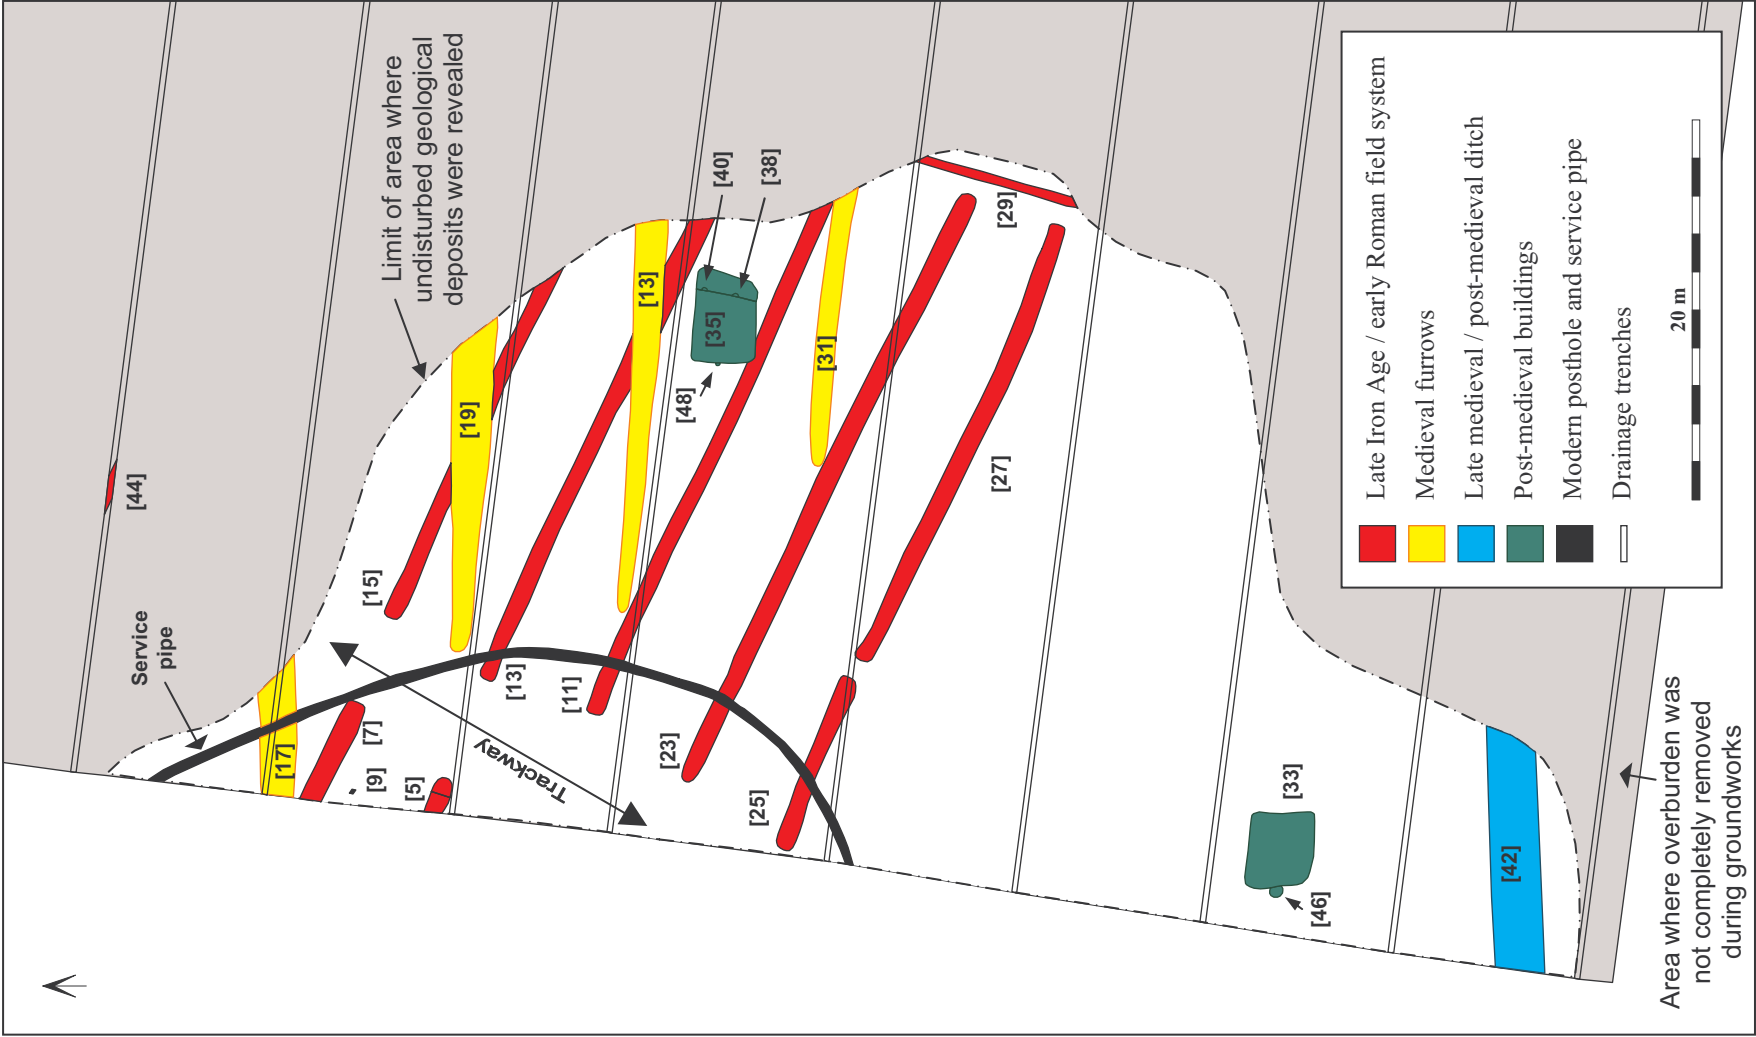 Limit of area where
undisturbed geological
deposits were revealed
[44]
Service
pipe
[15]
[19]
[13]
[40]
[38]
[35]
[48]
[31]
[29]
[27]
[17]
[7]
[9]
[5]
Trackway
[13]
[11]
[23]
[25]
[33]
[46]
[42]
Area where overburden was
not completely removed
during groundworks
Late Iron Age / early Roman field system
Medieval furrows
Late medieval / post-medieval ditch
Post-medieval buildings
Modern posthole and service pipe
Drainage trenches
20 m